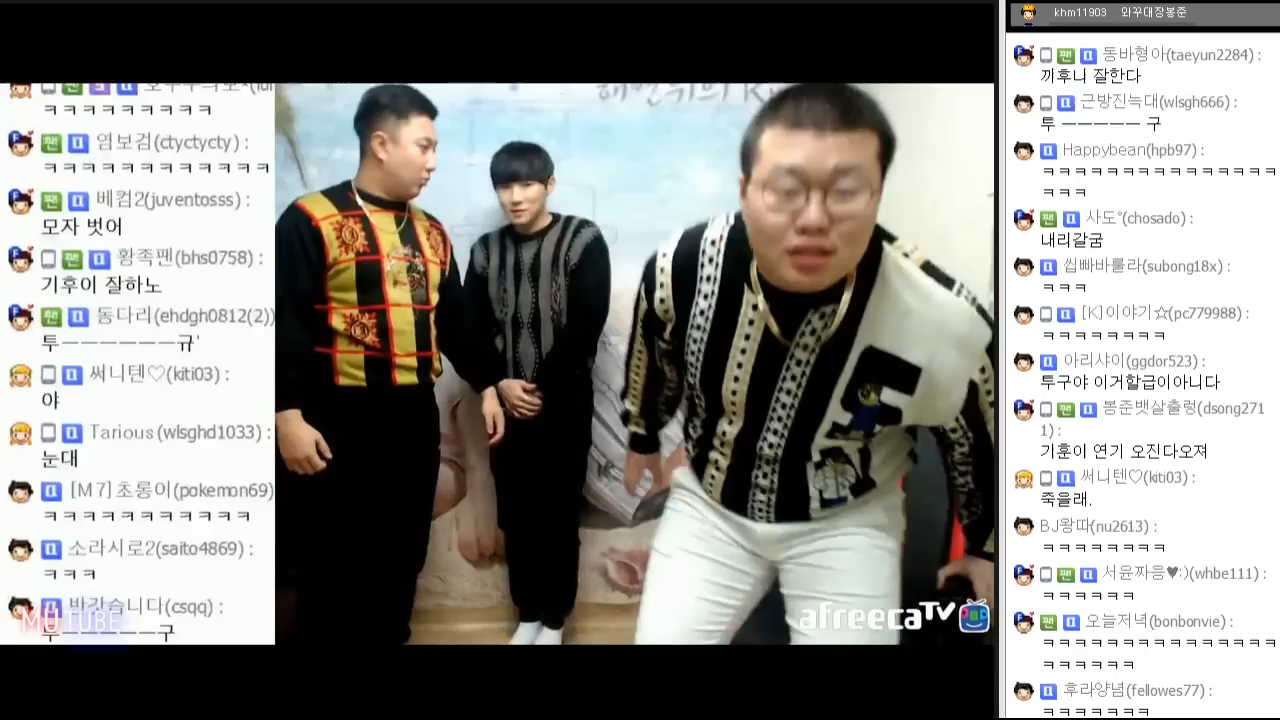 ㅋㅋㅋㅋㅋㅋㅋㅋㅋ
염보검(ctyctycty) :
ㅋㅋㅋㅋㅋㅋㅋㅋㅋㅋㅋㅋ
베컴2(juventosss) :
모자 벗어
황족팬(bhs0758) :
기후이 잘하노
동다리(ehdgh0812(2))
투ㅡㅡㅡㅡㅡㅡ규'
써니텐♡(kiti03) :
야
Tarious(wlsghd1033) :
눈대
[M7]초롱이(pokemon69)
ㅋㅋㅋㅋㅋㅋㅋㅋㅋㅋㅋ
소라시로2(saito4869) :
ㅋㅋㅋ
반갔습니다(csqq) :
투ㅡㅡㅡㅡㅡ구
MUTUBE
afreecaTV
khm11903 와꾸대장봉준
동바형아(taeyun2284) :
끼후니 잘한다
근방진늑대(wlsgh666) :
투 ㅡㅡㅡㅡㅡ 구
Happybean(hpb97) :
ㅋㅋㅋㅋㅋㅋㅋㅋㅋㅋㅋㅋㅋㅋㅋ
ㅋㅋㅋ
사도°(chosado) :
내리갈굼
씹빠바룰라(subong18x) :
ㅋㅋㅋ
[K]이야기☆(pc779988) :
ㅋㅋㅋㅋㅋㅋㅋ
아리샤이(ggdor523) :
투구야 이거할급이아니다
봉준뱃살출렁(dsong271
1) :
기훈이 연기 오진다오져
써니텐♡(kiti03) :
죽을래.
BJ왕따(nu2613) :
ㅋㅋㅋㅋㅋㅋㅋㅋ
서윤짜응♥:)(whbe111) :
ㅋㅋㅋㅋㅋㅋ
오늘저녁(bonbonvie) :
ㅋㅋㅋㅋㅋㅋㅋㅋㅋㅋㅋㅋㅋㅋㅋ
ㅋㅋㅋㅋㅋㅋ
후라양념(fellowes77) :
ㅋㅋㅋㅋㅋㅋㅋ